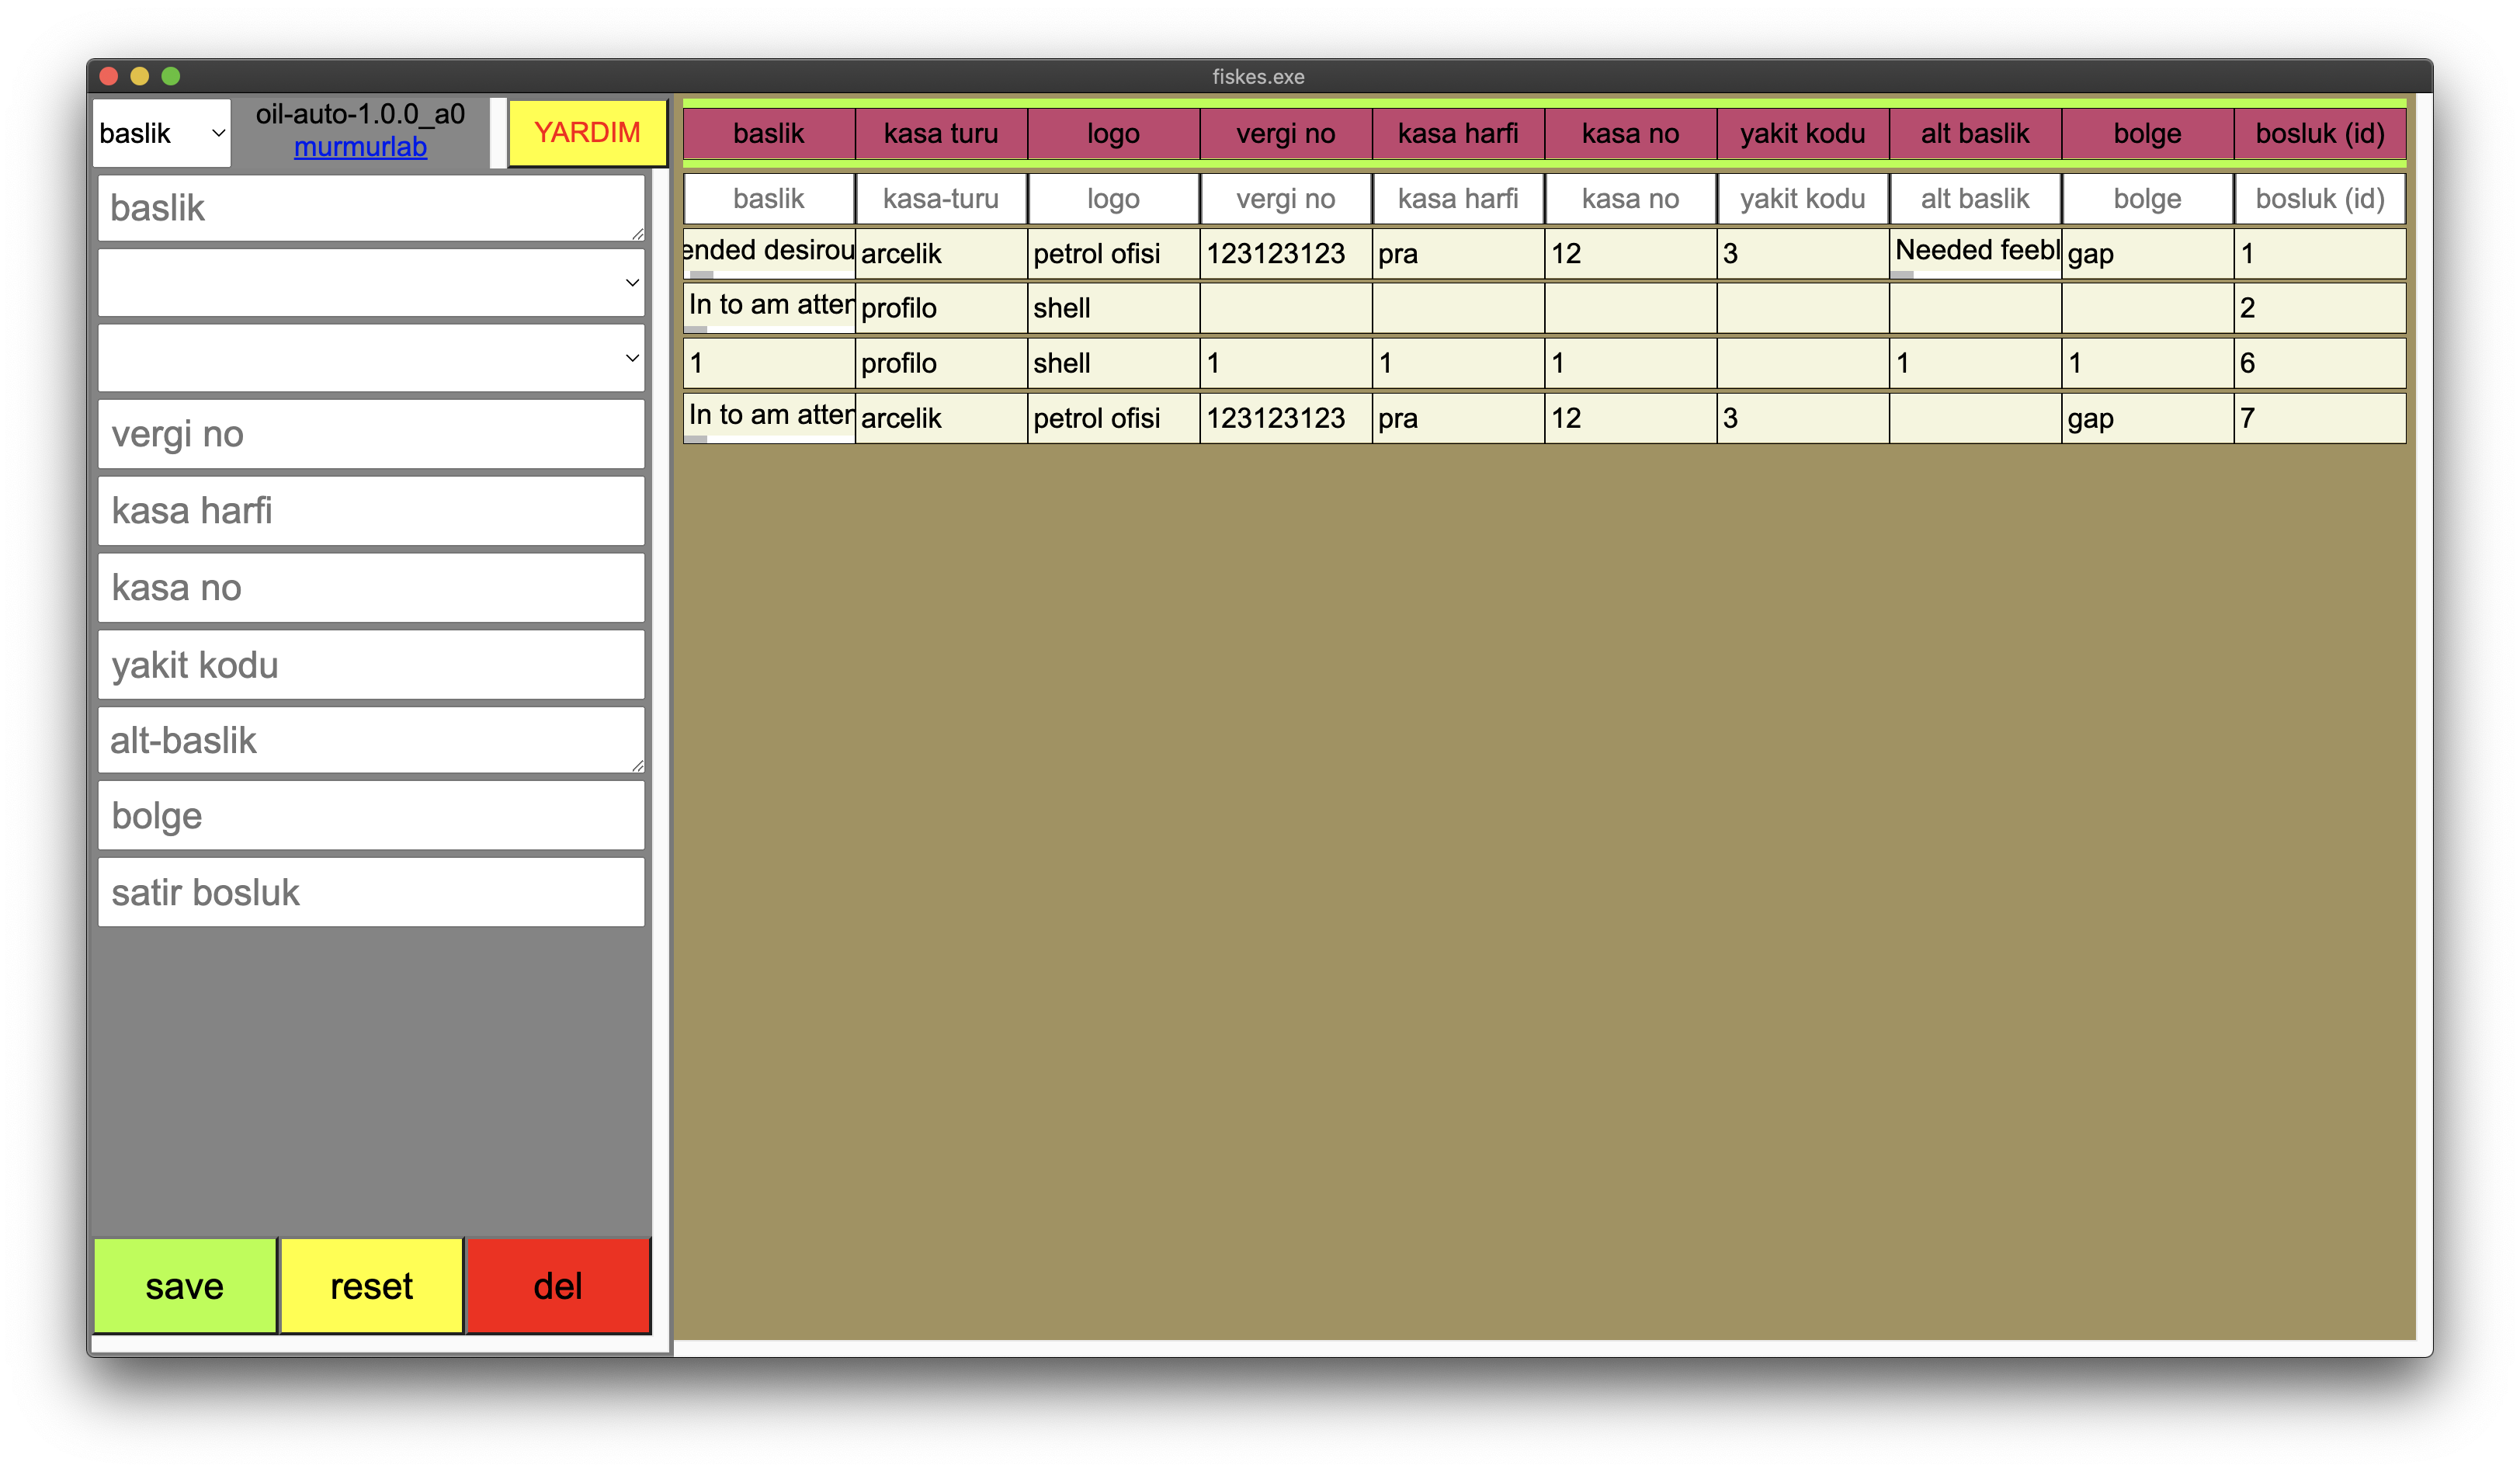 fiskes.exe
baslik
oil-auto-1.0.0_a0
murmurlab
YARDIM
baslik
vergi no
kasa harfi
kasa no
yakit kodu
alt-baslik
bolge
satir bosluk
save reset del
baslik kasa turu logo vergi no kasa harfi kasa no yakit kodu alt baslik bolge bosluk (id)
baslik kasa-turu logo vergi no kasa harfi kasa no yakit kodu alt baslik bolge bosluk (id)
ended desirou arcelik petrol ofisi 123123123 pra 12 3 Needed feebl gap 1
In to am atten profilo shell 2
1 profilo shell 1 1 1 1 1 6
In to am atten arcelik petrol ofisi 123123123 pra 12 3 gap 7